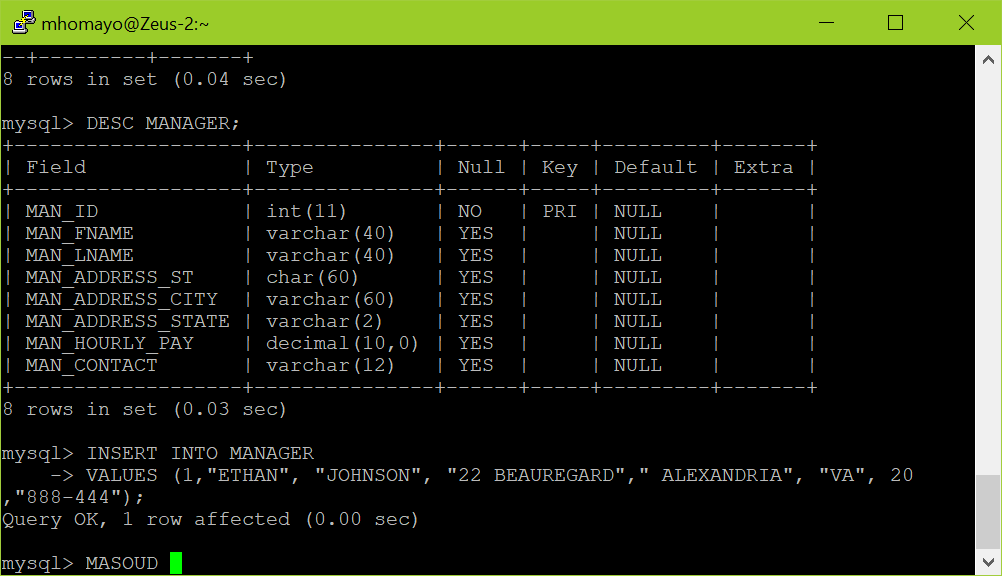 mhomayo@Zeus-2:~
--+---------+-------+
8 rows in set (0.04 sec)
mysql> DESC MANAGER;
+-------------------+---------------+------+-----+---------+-------+
| Field             | Type          | Null | Key | Default | Extra |
+-------------------+---------------+------+-----+---------+-------+
| MAN_ID            | int(11)       | NO   | PRI | NULL    |       |
| MAN_FNAME         | varchar(40)   | YES  |     | NULL    |       |
| MAN_LNAME         | varchar(40)   | YES  |     | NULL    |       |
| MAN_ADDRESS_ST    | char(60)      | YES  |     | NULL    |       |
| MAN_ADDRESS_CITY  | varchar(60)   | YES  |     | NULL    |       |
| MAN_ADDRESS_STATE | varchar(2)    | YES  |     | NULL    |       |
| MAN_HOURLY_PAY    | decimal(10,0) | YES  |     | NULL    |       |
| MAN_CONTACT       | varchar(12)   | YES  |     | NULL    |       |
+-------------------+---------------+------+-----+---------+-------+
8 rows in set (0.03 sec)
mysql> INSERT INTO MANAGER
    -> VALUES (1,"ETHAN", "JOHNSON", "22 BEAUREGARD"," ALEXANDRIA", "VA", 20
,"888-444");
Query OK, 1 row affected (0.00 sec)
mysql> MASOUD